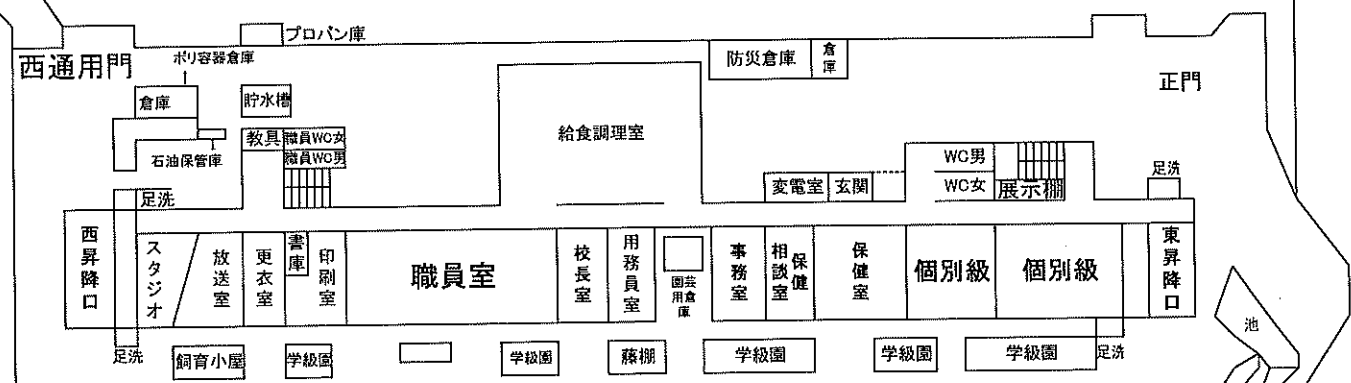 プロパン庫
西通用門
ポリ容器倉庫
防災倉庫
倉庫
正門
倉庫
貯水槽
給食調理室
教具
職員WC女
職員WC男
石油保管庫
WC男
WC女
展示棚
足洗
変電室
玄関
足洗
西昇降口
スタジオ
放送室
更衣室
書庫
印刷室
職員室
校長室
用務員室
園芸用倉庫
事務室
保健相談室
保健室
個別級
個別級
東昇降口
池
足洗
飼育小屋
学級園
学級園
藤棚
学級園
学級園
学級園
足洗